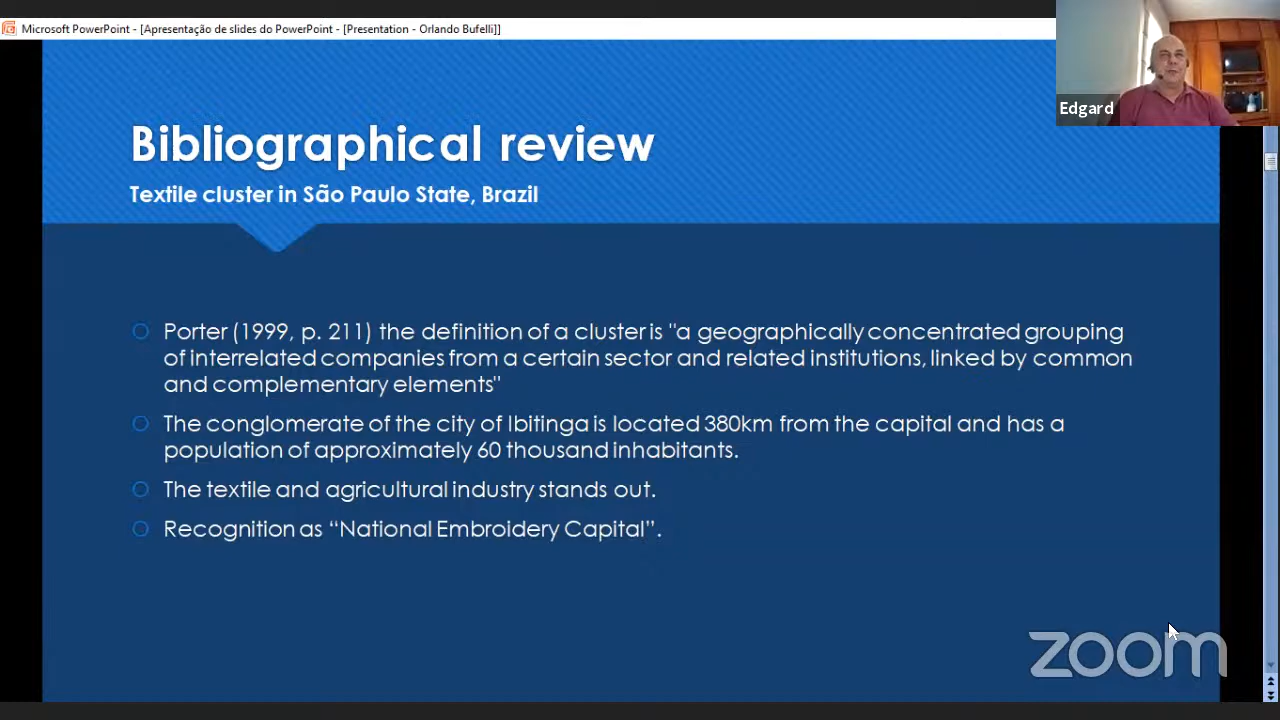 Microsoft PowerPoint - [Apresentação de slides do PowerPoint - [Presentation - Orlando Bufelli]]
Edgard
Bibliographical review
Textile cluster in São Paulo State, Brazil
Porter (1999, p. 211) the definition of a cluster is "a geographically concentrated grouping
of interrelated companies from a certain sector and related institutions, linked by common
and complementary elements"
The conglomerate of the city of Ibitinga is located 380km from the capital and has a
population of approximately 60 thousand inhabitants.
The textile and agricultural industry stands out.
Recognition as “National Embroidery Capital”.
zoom